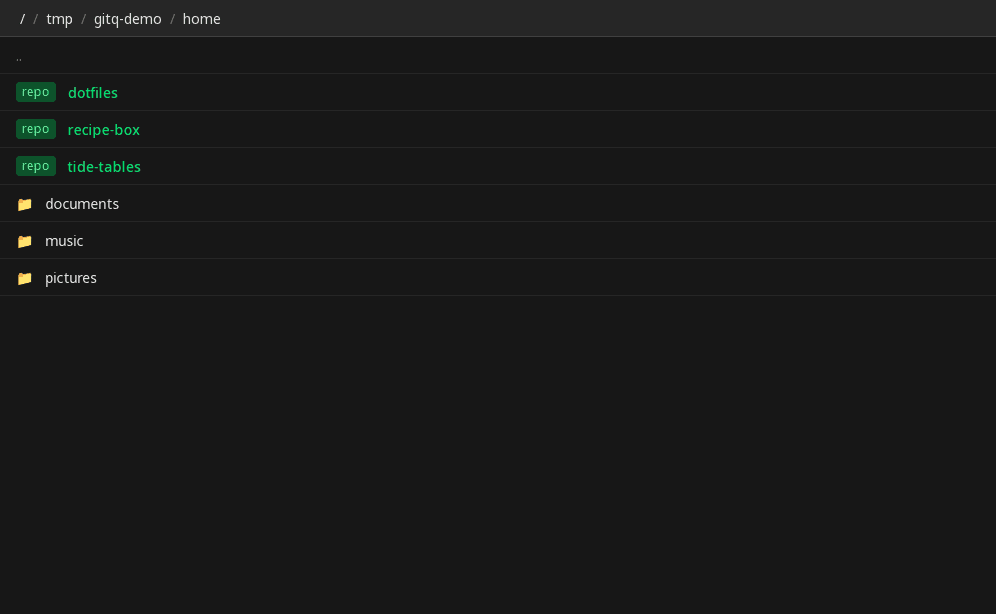 / / tmp / gitq-demo / home
..
repo dotfiles
repo recipe-box
repo tide-tables
documents
music
pictures